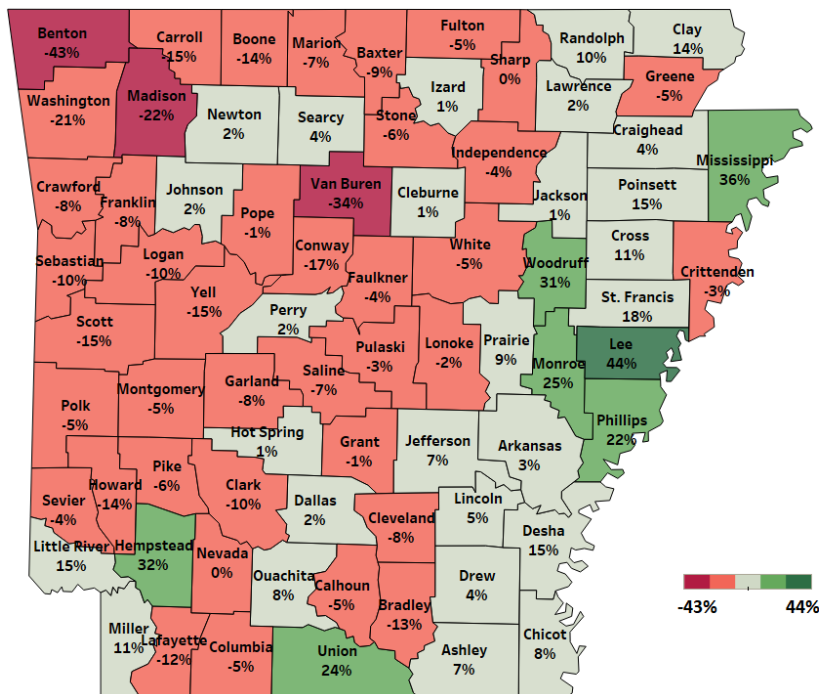 Benton
-43%
Carroll
-15%
Boone
-14%
Marion
-7%
Baxter
-9%
Fulton
-5%
Sharp
0%
Randolph
10%
Clay
14%
Washington
-21%
Madison
-22%
Newton
2%
Searcy
4%
Stone
-6%
Izard
1%
Lawrence
2%
Greene
-5%
Independence
-4%
Craighead
4%
Mississippi
36%
Crawford
-8%
Franklin
-8%
Johnson
2%
Pope
-1%
Van Buren
-34%
Cleburne
1%
Jackson
1%
Poinsett
15%
Sebastian
-10%
Logan
-10%
Conway
-17%
Faulkner
-4%
White
-5%
Woodruff
31%
Cross
11%
Crittenden
-3%
St. Francis
18%
Scott
-15%
Yell
-15%
Perry
2%
Pulaski
-3%
Lonoke
-2%
Prairie
9%
Monroe
25%
Lee
44%
Polk
-5%
Montgomery
-5%
Garland
-8%
Saline
-7%
Phillips
22%
Hot Spring
1%
Grant
-1%
Jefferson
7%
Arkansas
3%
Sevier
-4%
Howard
-14%
Pike
-6%
Clark
-10%
Dallas
2%
Cleveland
-8%
Lincoln
5%
Desha
15%
Little River
15%
Hempstead
32%
Nevada
0%
Ouachita
8%
Calhoun
-5%
Bradley
-13%
Drew
4%
Miller
11%
Lafayette
-12%
Columbia
-5%
Union
24%
Ashley
7%
Chicot
8%
-43%
44%